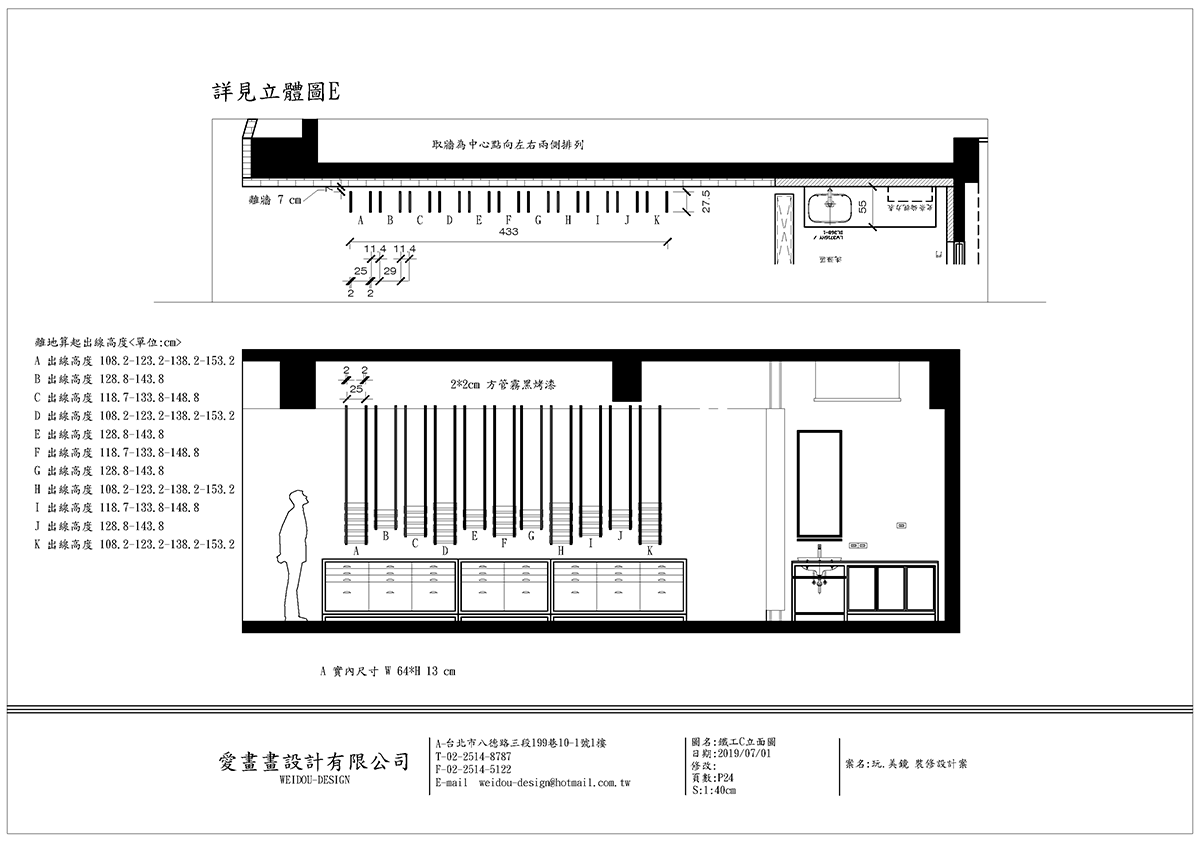 詳見立體圖E
取牆為中心點向左右兩側排列
離牆 7 cm
7
27.5
55
A B C D E F G H I J K
433
11.4 11.4
25 29
2 2
LW3716HY /
洗滌區
離地算起出線高度<單位:cm>
A 出線高度 108.2-123.2-138.2-153.2
B 出線高度 128.8-143.8
C 出線高度 118.7-133.8-148.8
D 出線高度 108.2-123.2-138.2-153.2
E 出線高度 128.8-143.8
F 出線高度 118.7-133.8-148.8
G 出線高度 128.8-143.8
H 出線高度 108.2-123.2-138.2-153.2
I 出線高度 118.7-133.8-148.8
J 出線高度 128.8-143.8
K 出線高度 108.2-123.2-138.2-153.2
2 2
25
2*2cm 方管霧黑烤漆
A B C D E F G H I J K
A 實內尺寸 W 64*H 13 cm
愛畫畫設計有限公司
WEIDOU-DESIGN
A-台北市八德路三段199巷10-1號1樓
T-02-2514-8787
F-02-2514-5122
E-mail weidou-design@hotmail.com.tw
圖名:鐵工C立面圖
日期:2019/07/01
修改:
頁數:P24
S:1:40cm
案名:玩.美鏡 裝修設計案